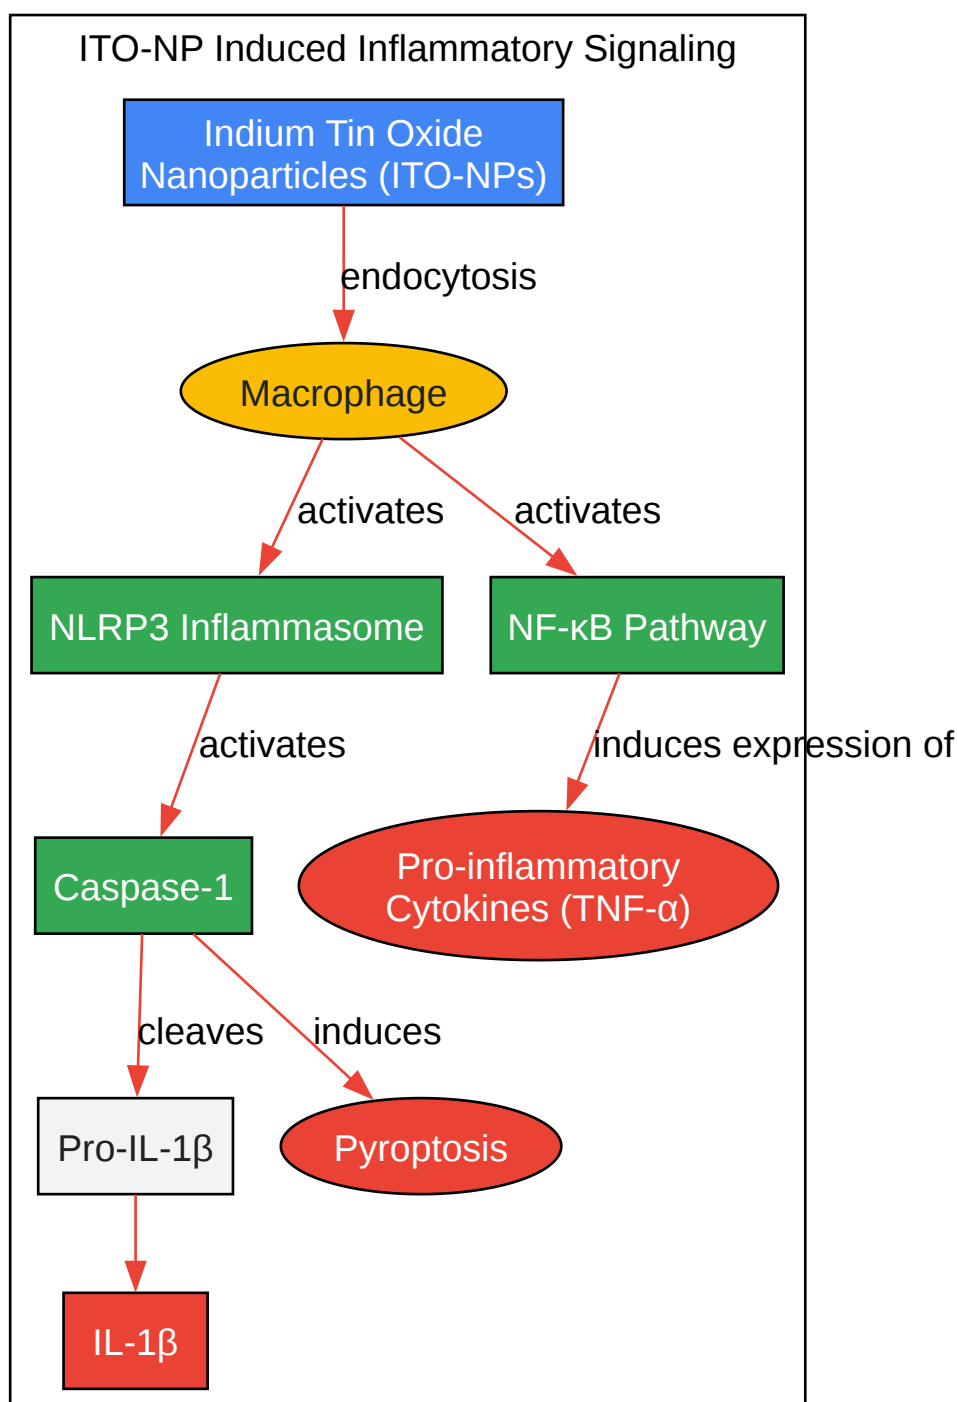 ITO-NP Induced Inflammatory Signaling
Indium Tin Oxide
Nanoparticles (ITO-NPs)
endocytosis
Macrophage
activates
activates
NLRP3 Inflammasome
NF-κB Pathway
activates
induces expression of
Caspase-1
Pro-inflammatory
Cytokines (TNF-α)
cleaves
induces
Pro-IL-1β
Pyroptosis
IL-1β